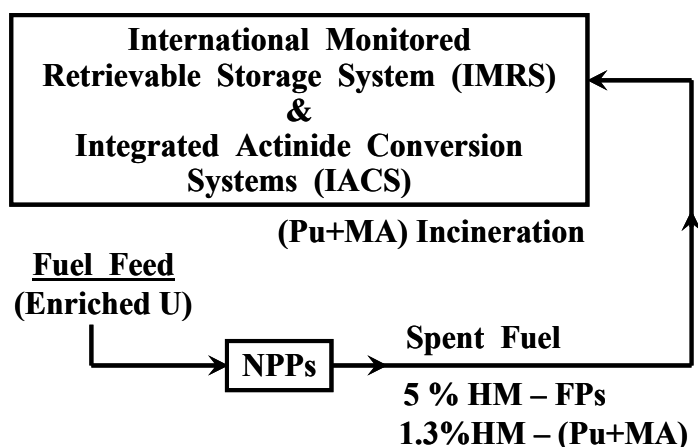 International Monitored
Retrievable Storage System (IMRS)
&
Integrated Actinide Conversion
Systems (IACS)
(Pu+MA) Incineration
Fuel Feed
(Enriched U)
NPPs
Spent Fuel
5 % HM – FPs
1.3%HM – (Pu+MA)